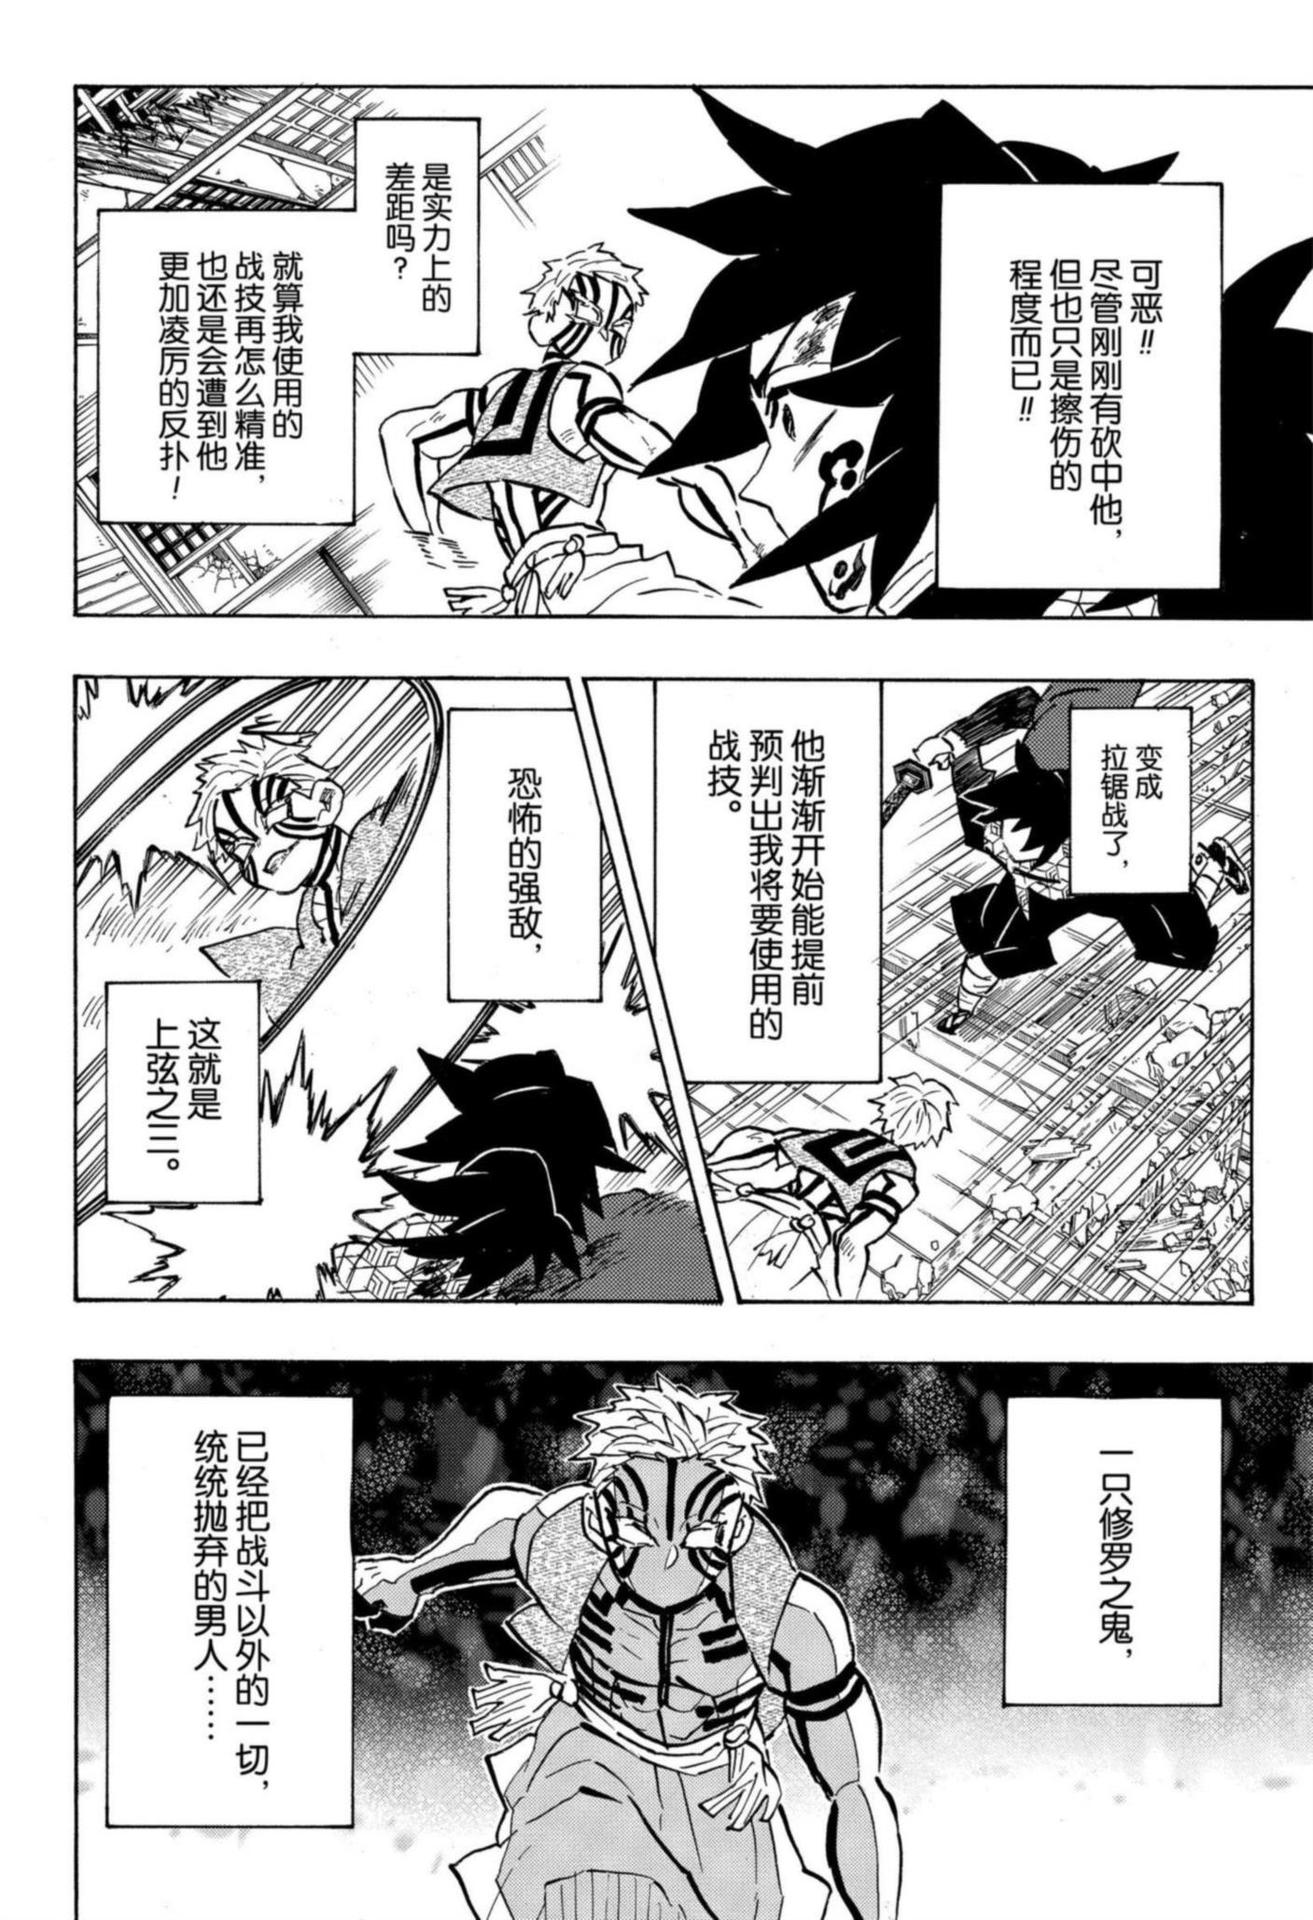 可恶!!
尽管刚刚有砍中他，
但也只是擦伤的
程度而已!!
是实力上的
差距吗？
就算我使用的
战技再怎么精准，
也还是会遭到他
更加凌厉的反扑！
变成
拉锯战了，
他渐渐开始能提前
预判出我将要使用的
战技。
恐怖的强敌，
这就是
上弦之三。
一只修罗之鬼，
已经把战斗以外的一切，
统统抛弃的男人……